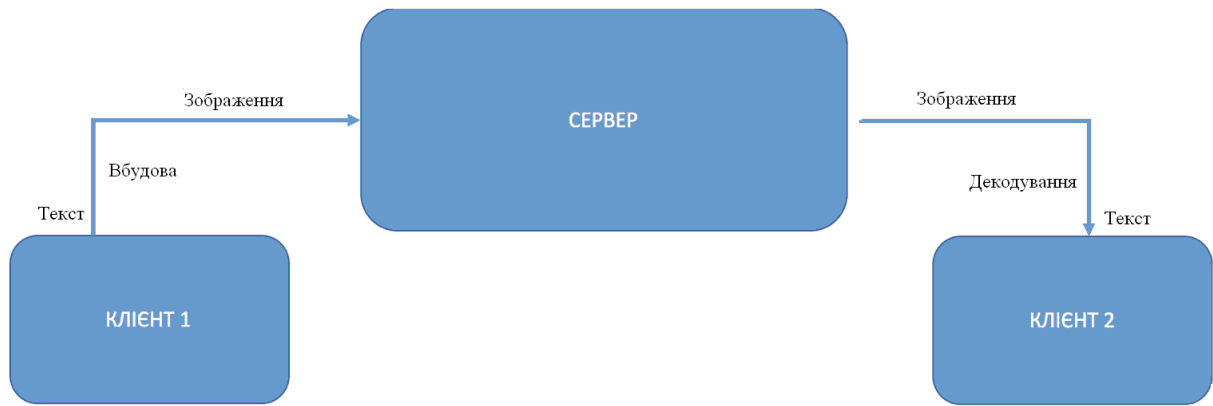 Зображення
СЕРВЕР
Зображення
Вбудова
Декодування
Текст
Текст
КЛІЄНТ 1
КЛІЄНТ 2